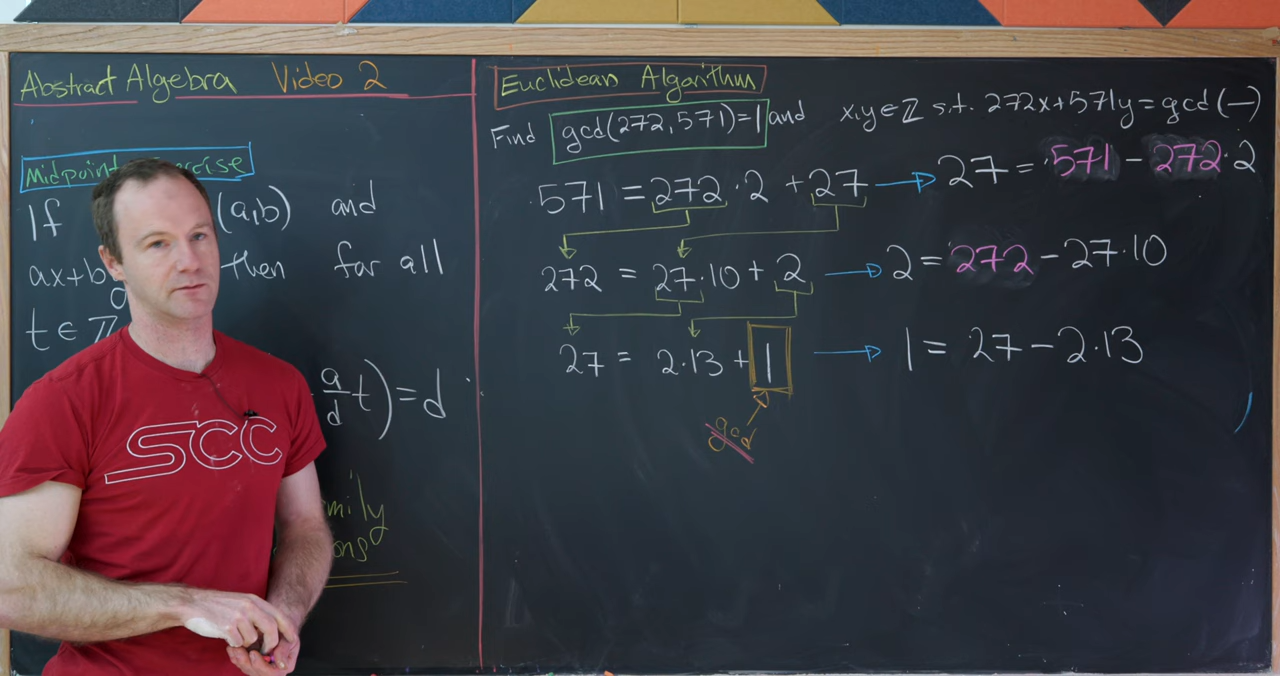 Abstract Algebra Video 2
Midpoint
If (a,b) and
ax+b then for all
t ∈ ℤ
a/d t) = d
SCC
Euclidean Algorithm
Find gcd(272,571)=1 and x,y ∈ ℤ s.t. 272x+571y=gcd(—)
571 = 272·2 + 27 → 27 = 571 − 272·2
272 = 27·10 + 2 → 2 = 272 − 27·10
27 = 2·13 + 1 → 1 = 27 − 2·13
gcd